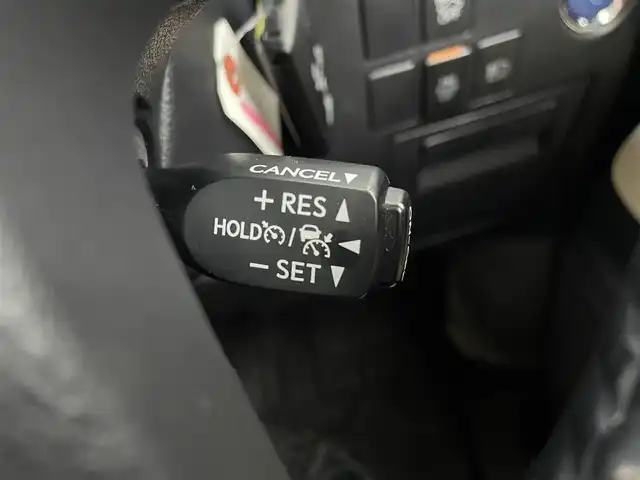 CANCEL▼
+ RES ▲
HOLD / ◀
− SET ▼